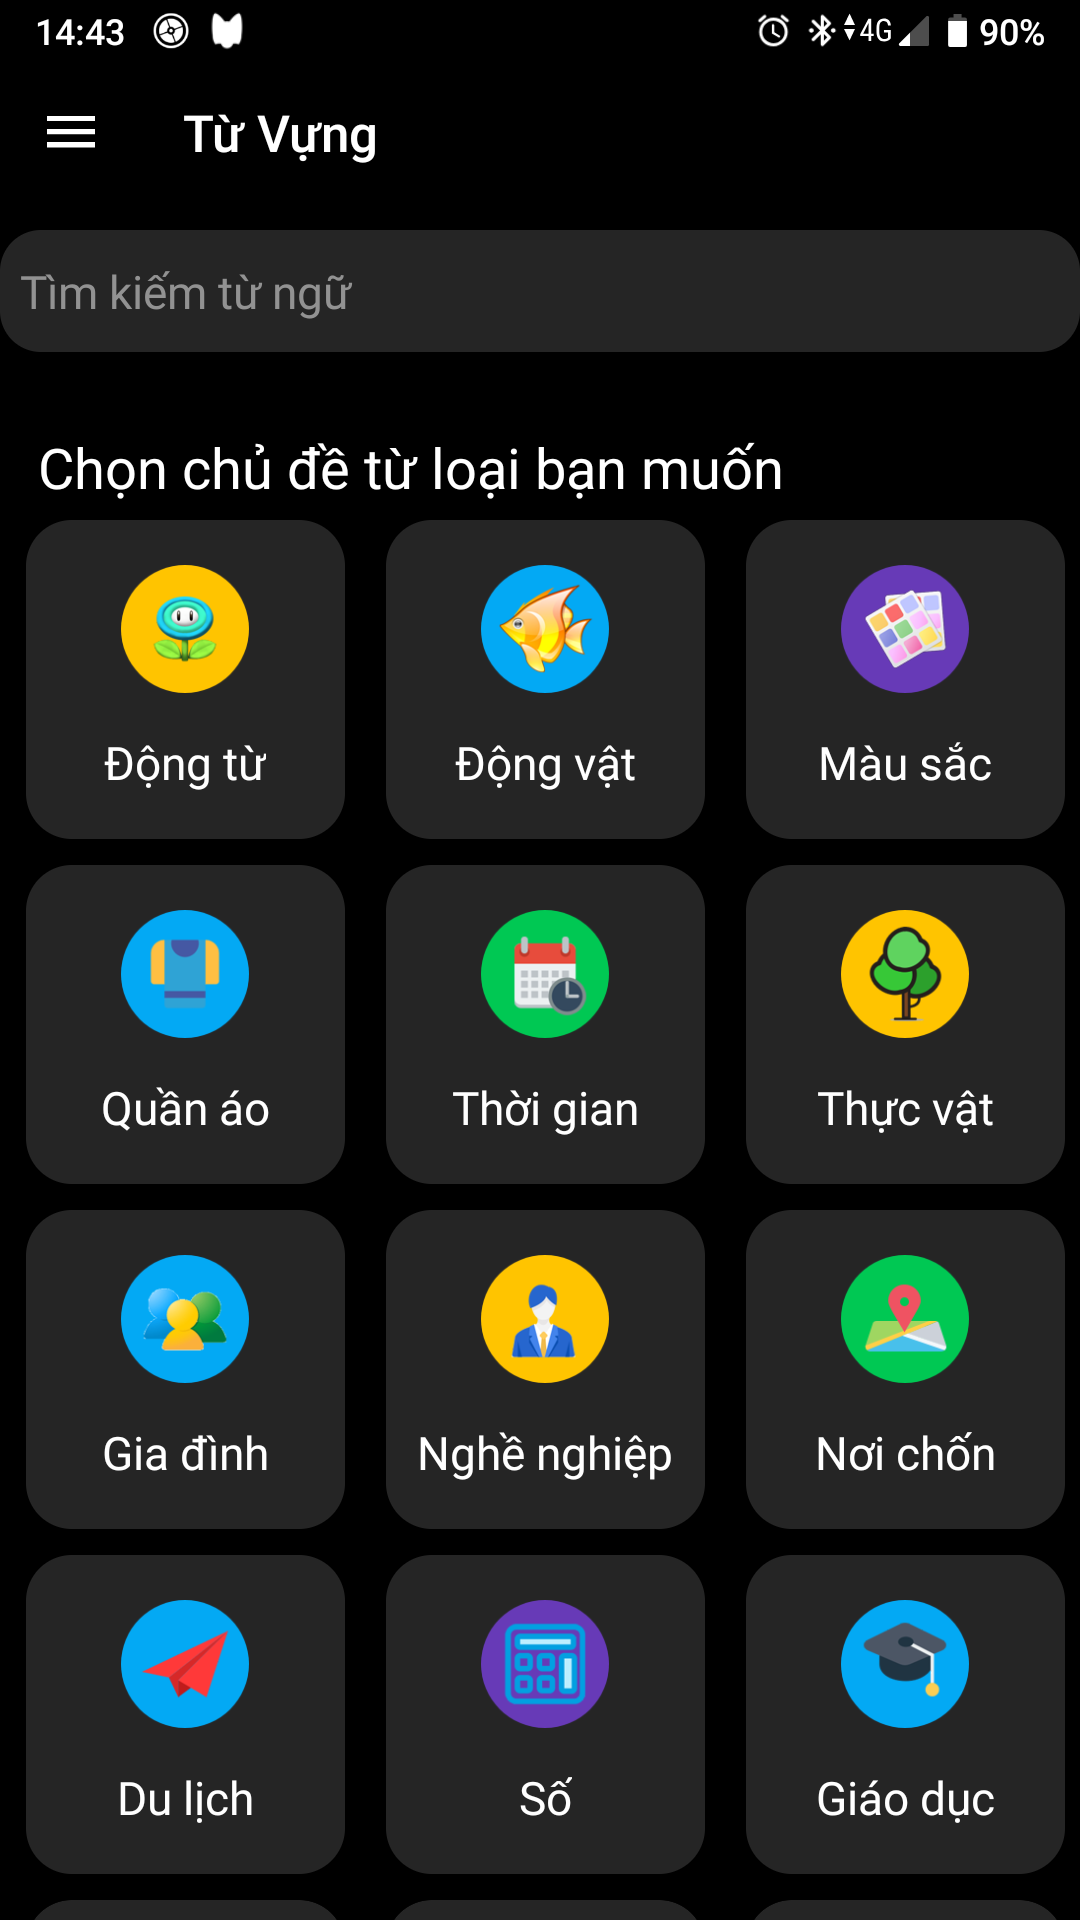 14:43 4G 90%
Từ Vựng
Tìm kiếm từ ngữ
Chọn chủ đề từ loại bạn muốn
Động từ
Động vật
Màu sắc
Quần áo
Thời gian
Thực vật
Gia đình
Nghề nghiệp
Nơi chốn
Du lịch
Số
Giáo dục